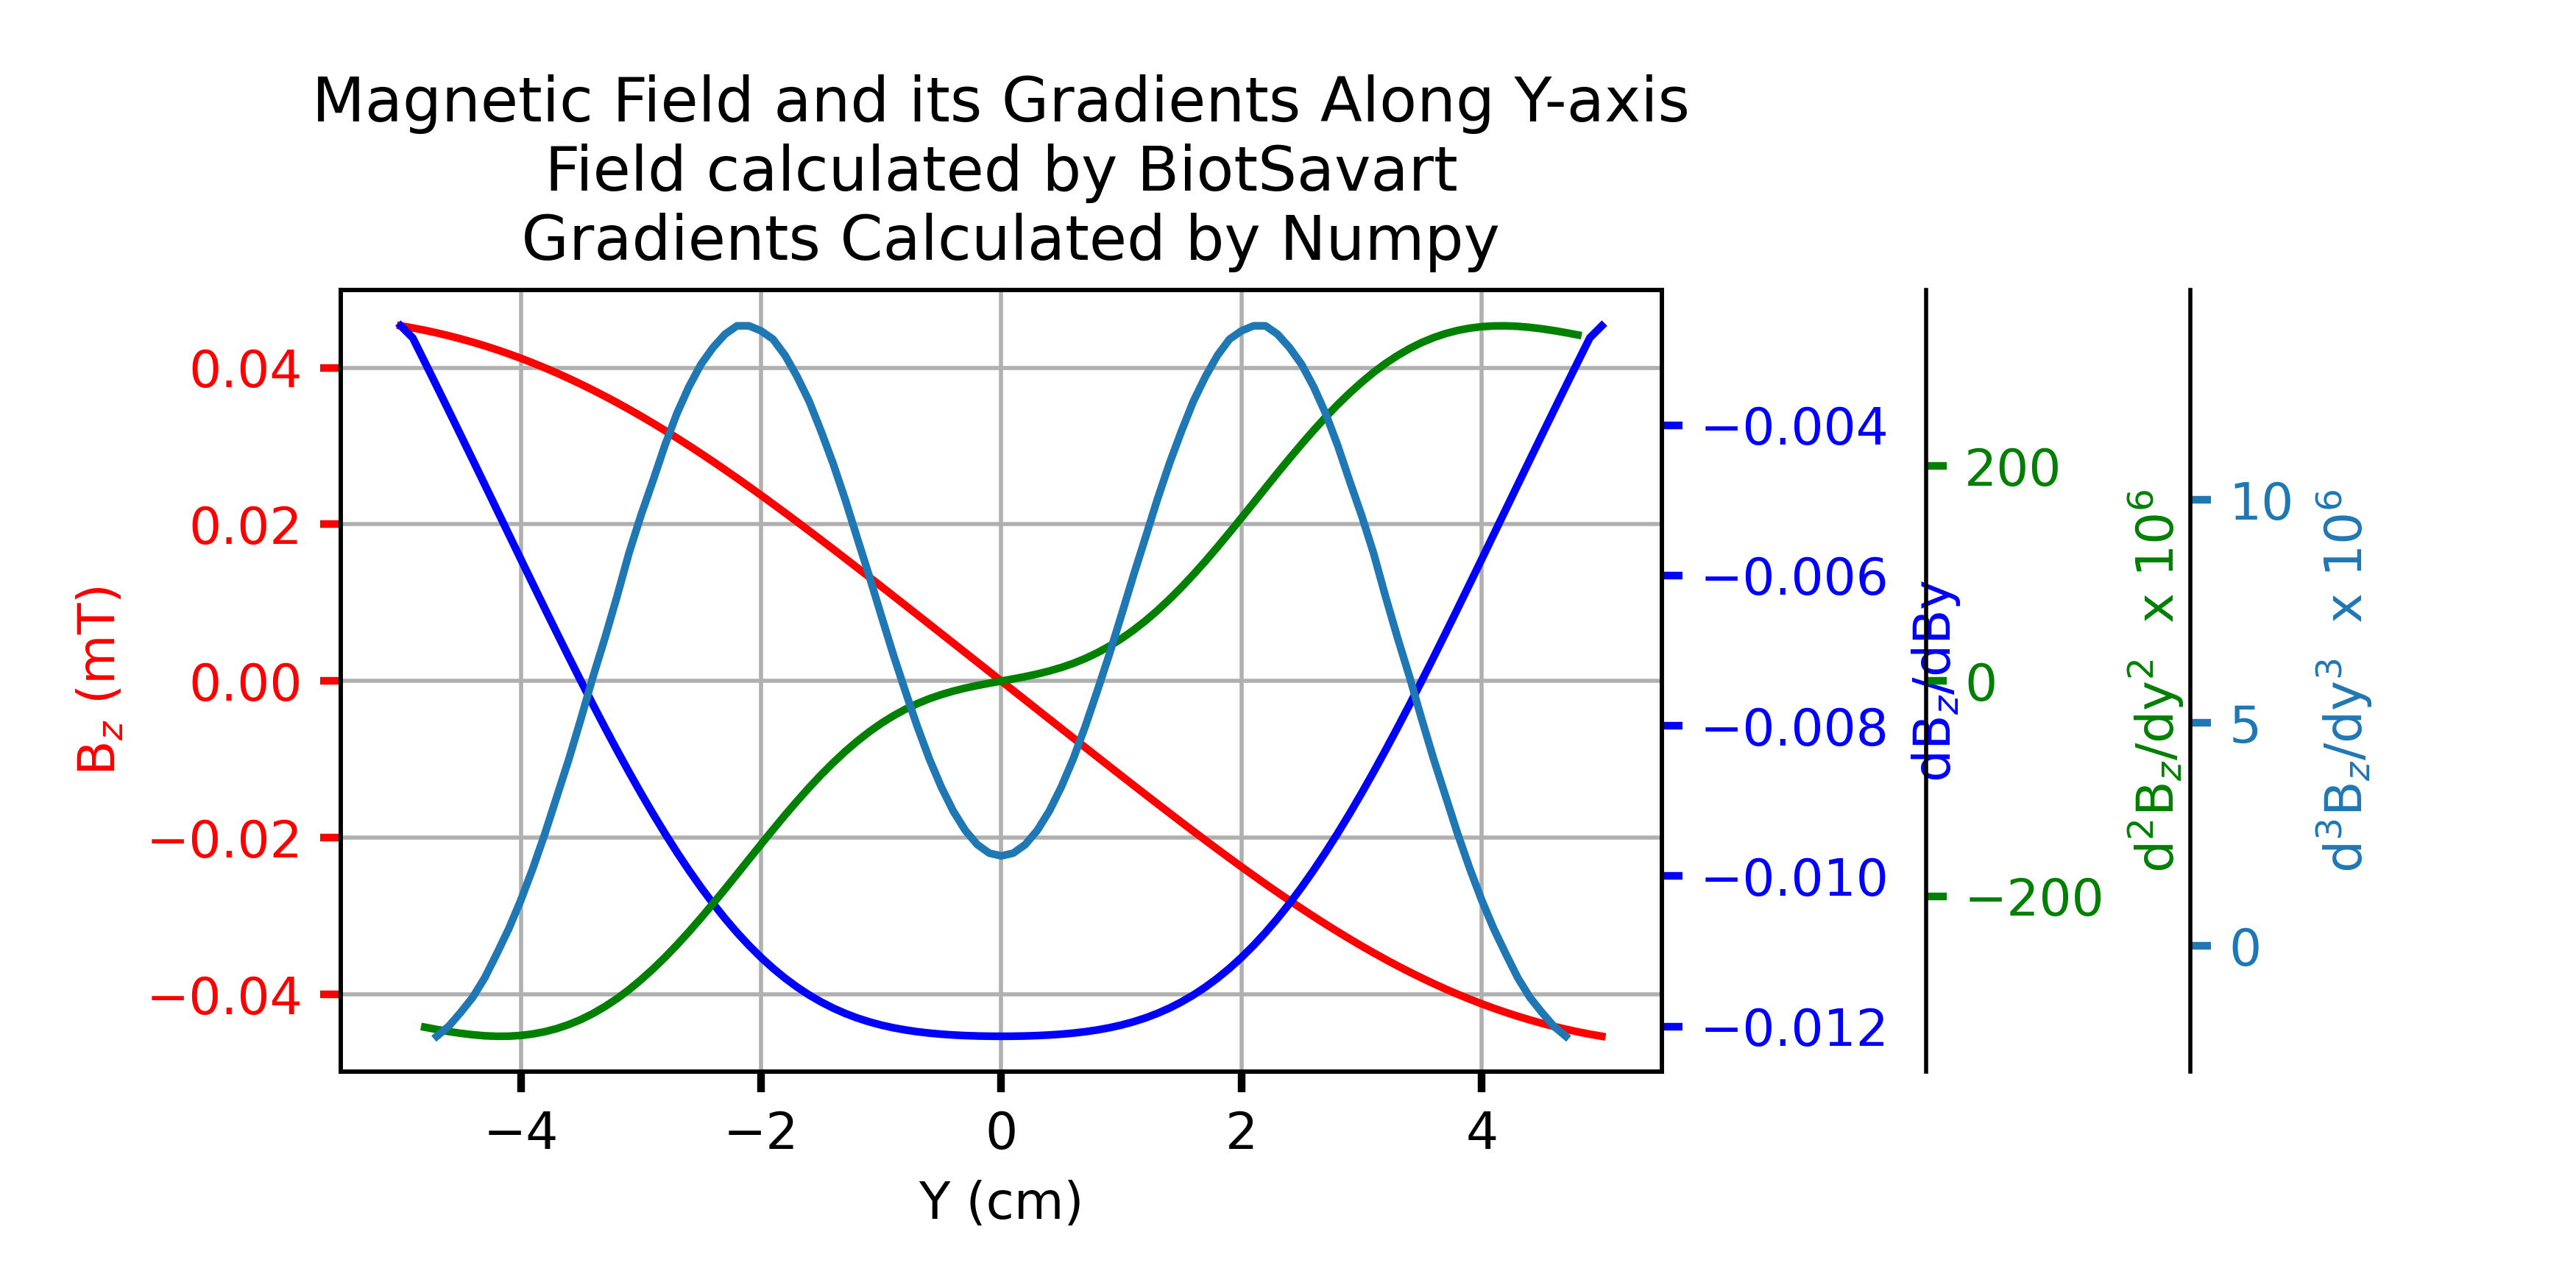 Magnetic Field and its Gradients Along Y-axis
Field calculated by BiotSavart
Gradients Calculated by Numpy
0.04
0.02
0.00
−0.02
−0.04
B_z (mT)
−4 −2 0 2 4
Y (cm)
−0.004
−0.006
−0.008
−0.010
−0.012
dB_z/dBy
200
0
−200
d²B_z/dy² x 10⁶
10
5
0
d³B_z/dy³ x 10⁶